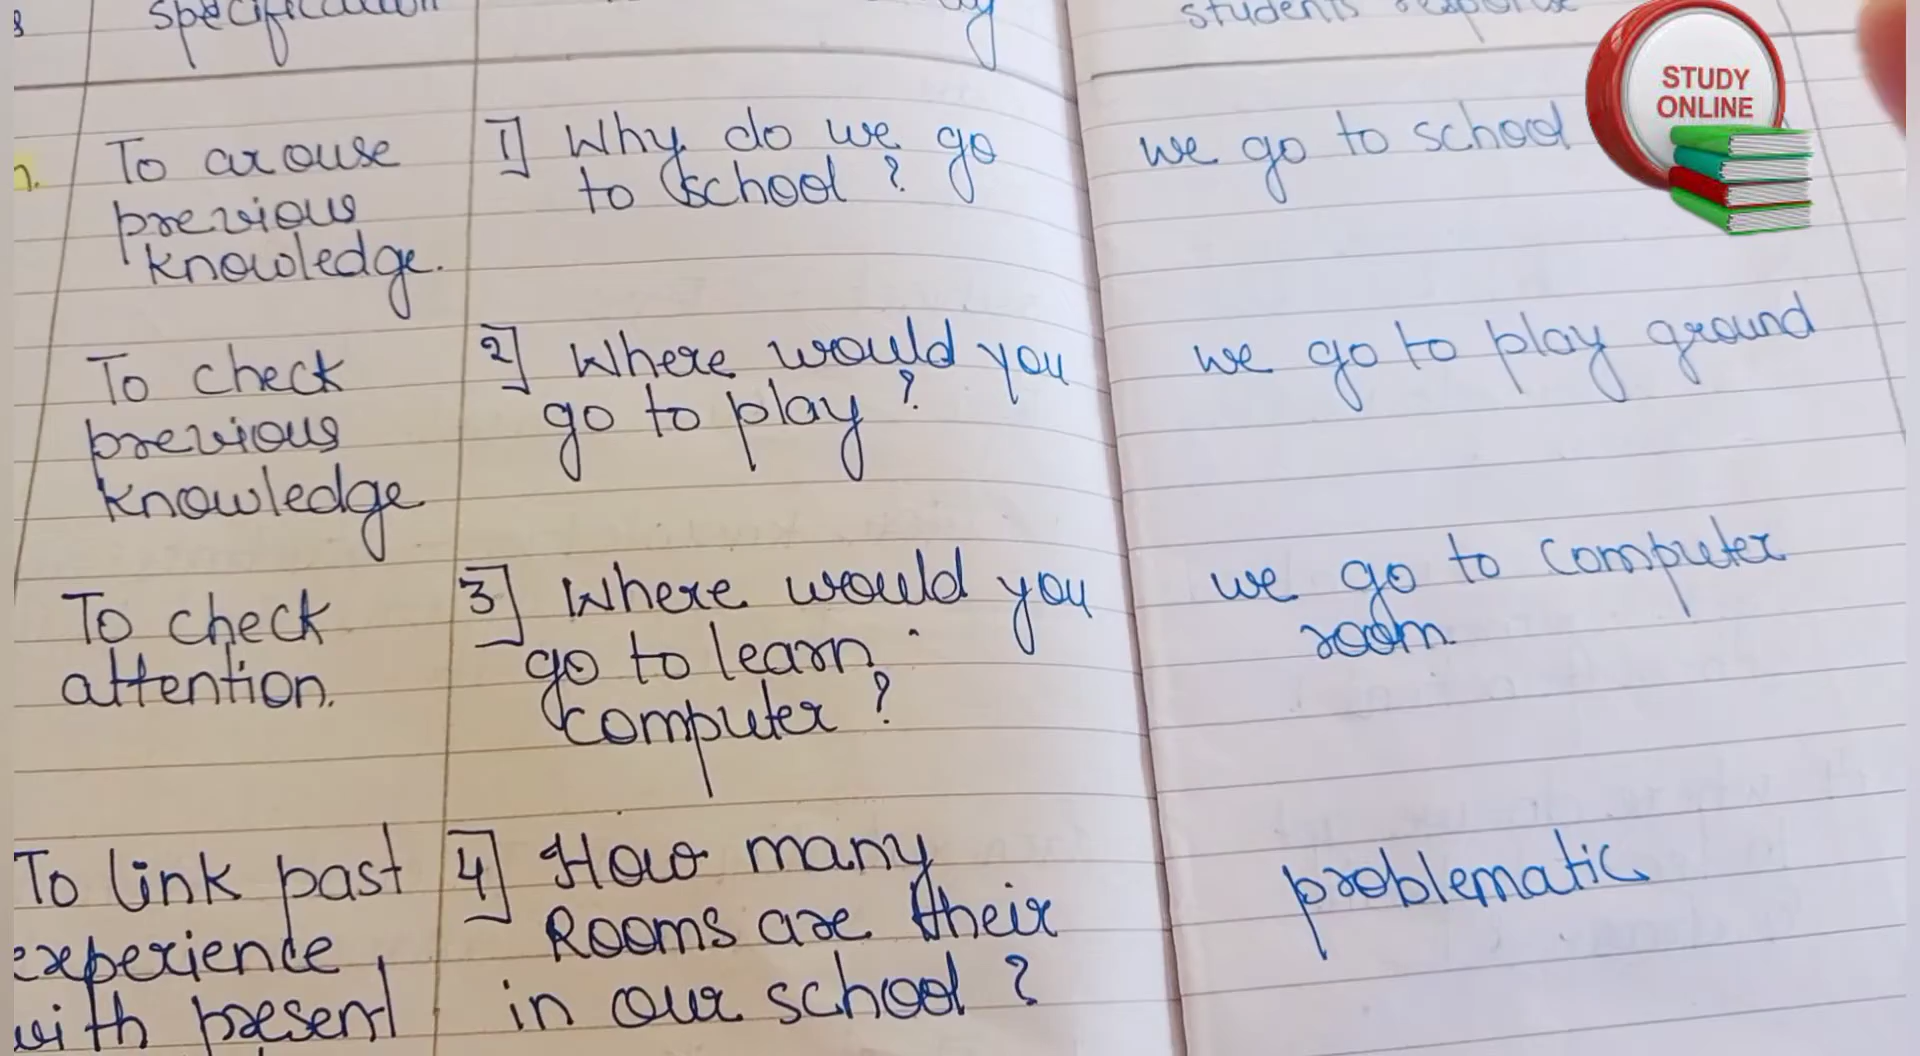 specification
students response
STUDY
ONLINE
To arouse
previous
knowledge.
1] Why do we go
to school ?
we go to school
To check
previous
knowledge
2] Where would you
go to play ?
we go to play ground
To check
attention.
3] Where would you
go to learn
computer ?
we go to computer
room.
To link past
experience
with present
4] How many
Rooms are their
in our school ?
problematic